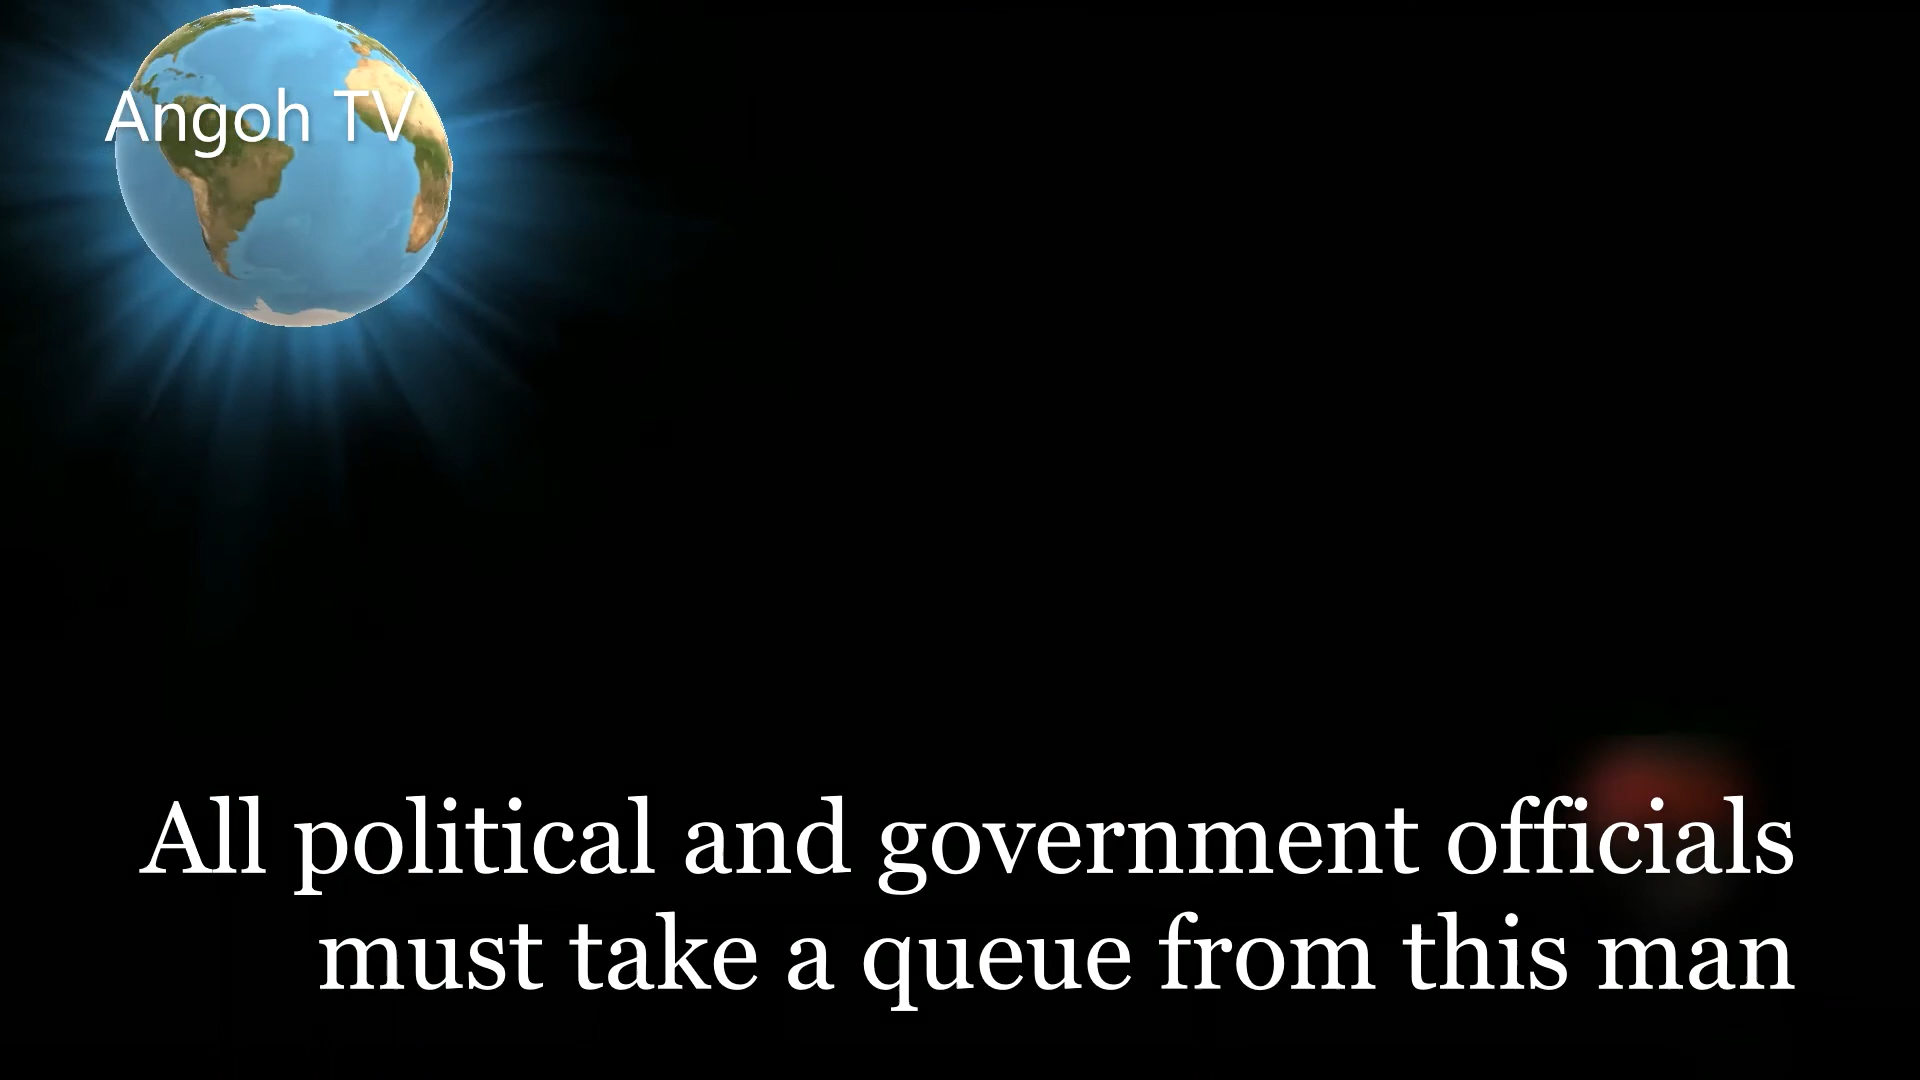 Angoh TV
All political and government officials
must take a queue from this man